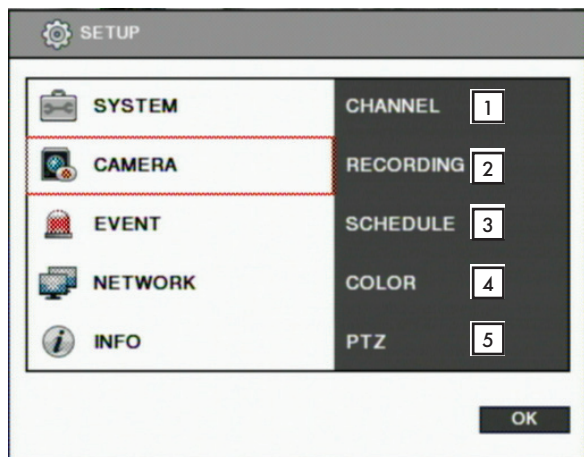 SETUP
SYSTEM
CAMERA
EVENT
NETWORK
INFO
CHANNEL 1
RECORDING 2
SCHEDULE 3
COLOR 4
PTZ 5
OK